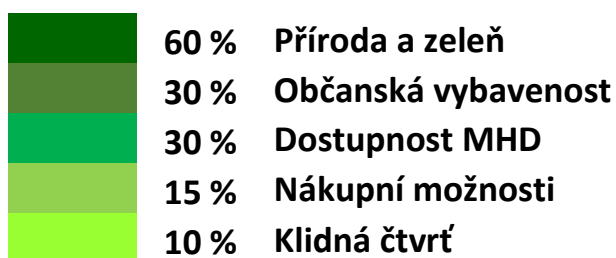 60 % Příroda a zeleň
30 % Občanská vybavenost
30 % Dostupnost MHD
15 % Nákupní možnosti
10 % Klidná čtvrť